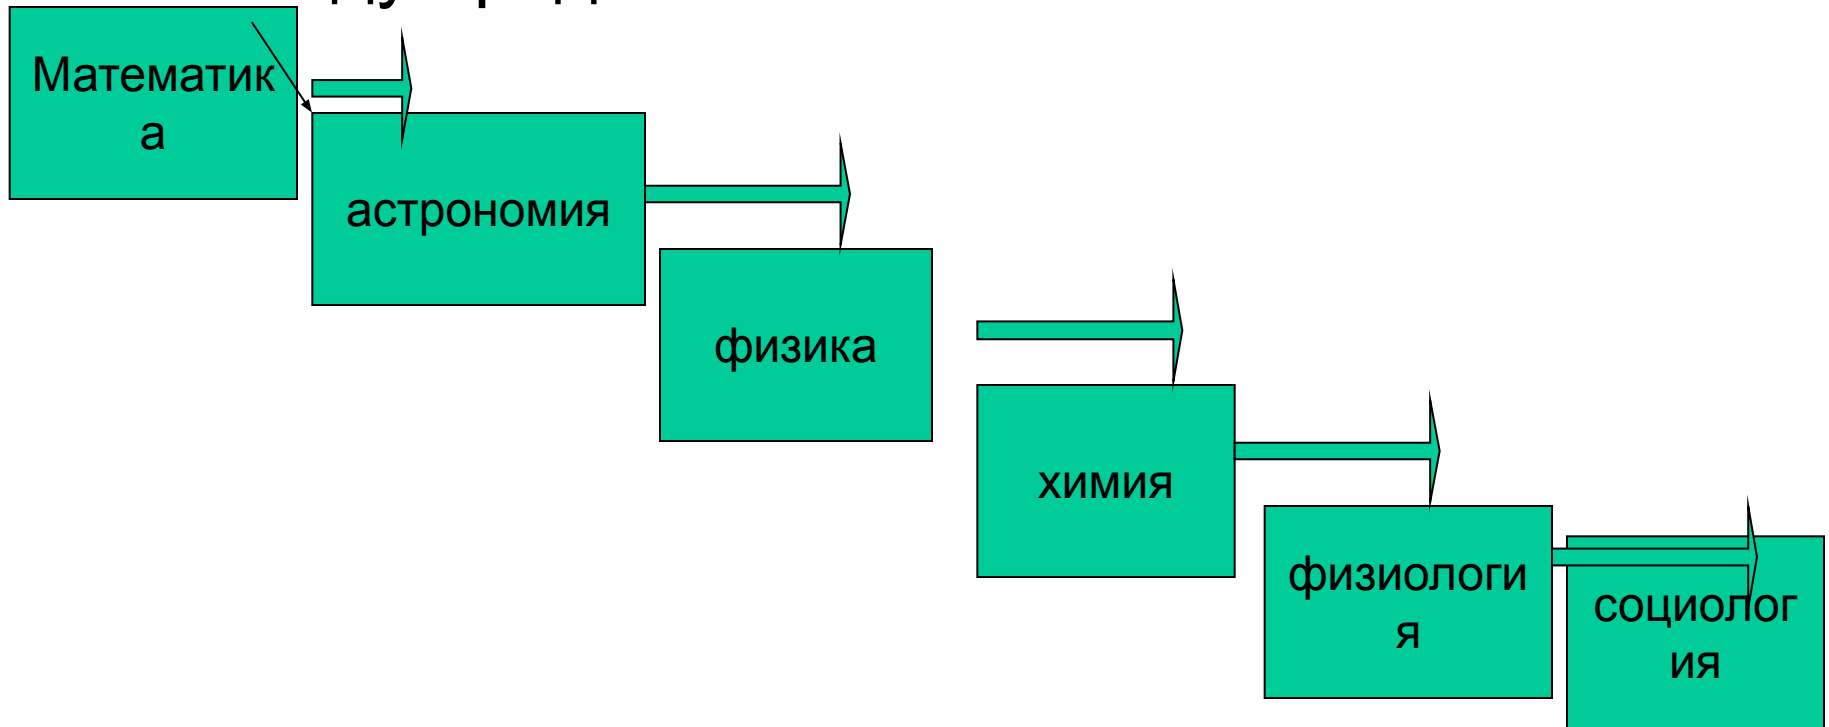 Математик
а
астрономия
физика
химия
физиологи
я
социолог
ия